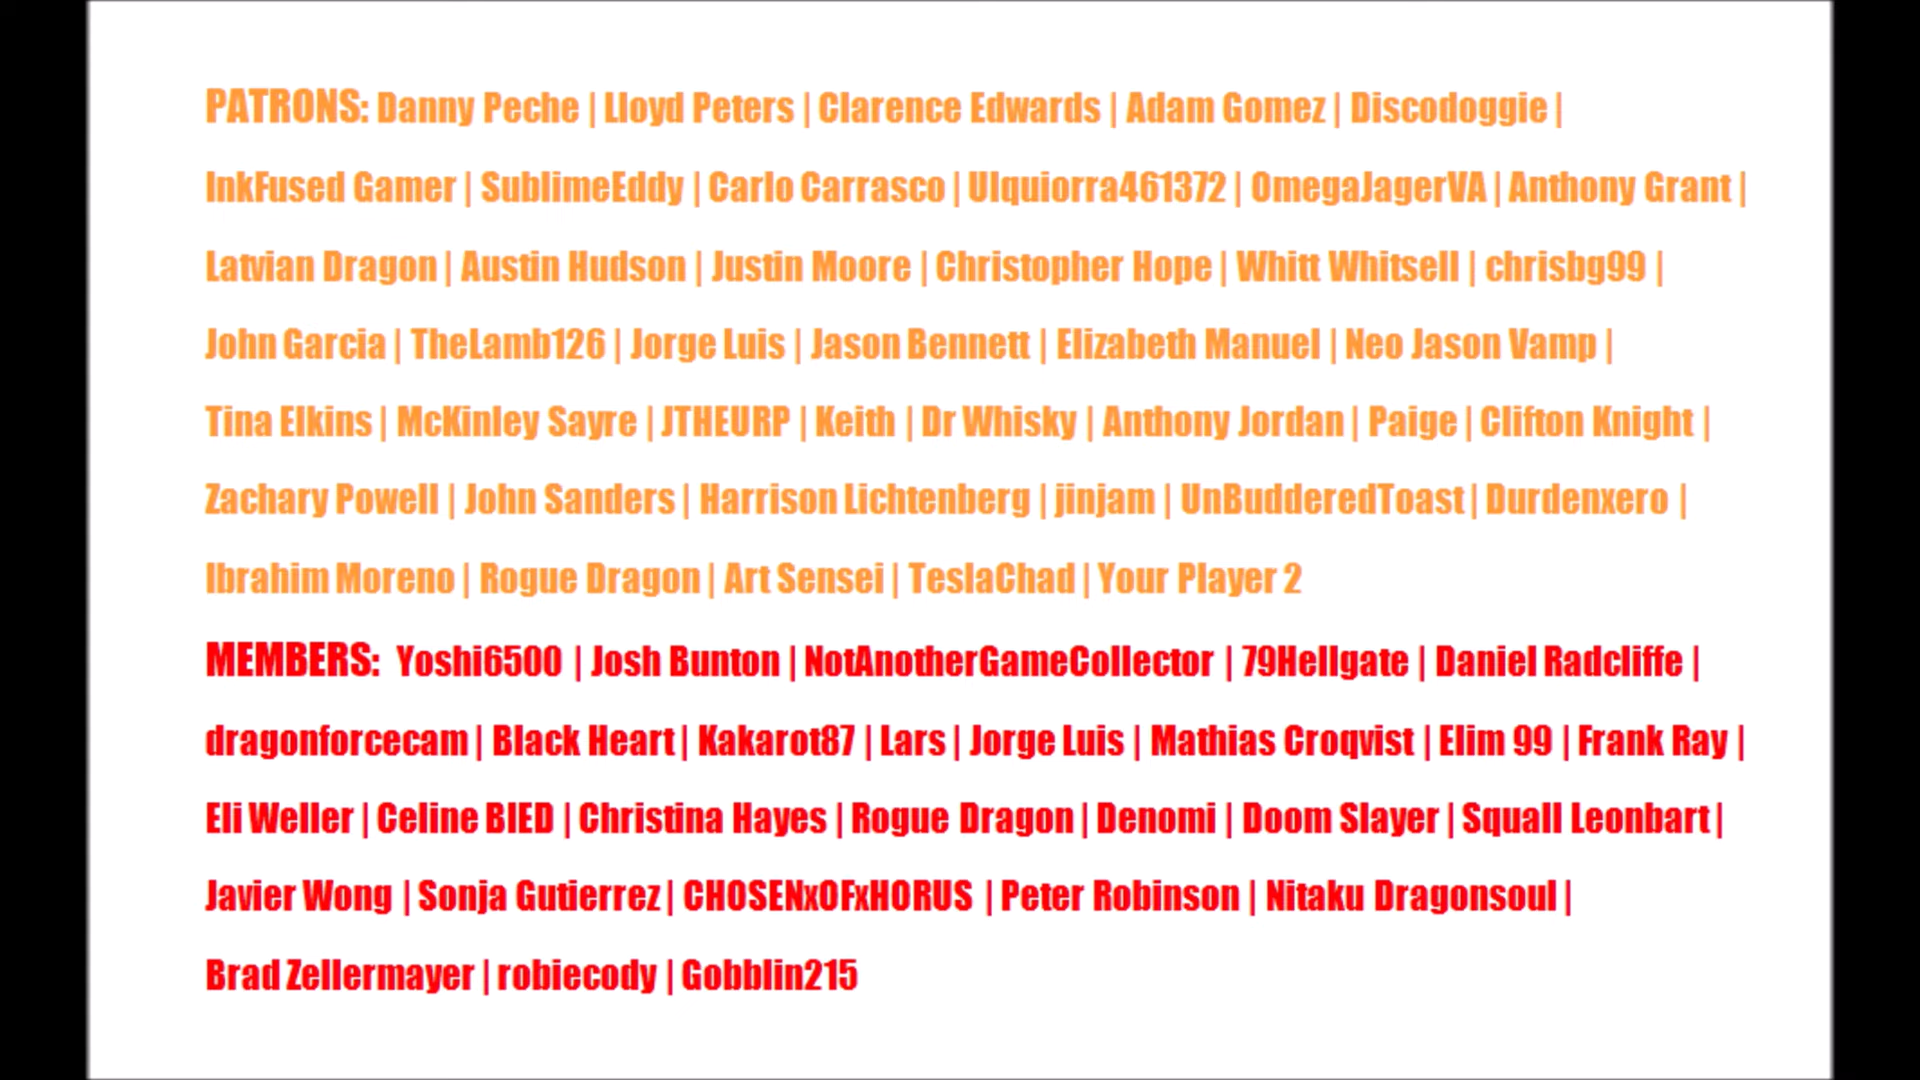 PATRONS: Danny Peche | Lloyd Peters | Clarence Edwards | Adam Gomez | Discodoggie |
InkFused Gamer | SublimeEddy | Carlo Carrasco | Ulquiorra461372 | OmegaJagerVA | Anthony Grant |
Latvian Dragon | Austin Hudson | Justin Moore | Christopher Hope | Whitt Whitsell | chrisbg99 |
John Garcia | TheLamb126 | Jorge Luis | Jason Bennett | Elizabeth Manuel | Neo Jason Vamp |
Tina Elkins | McKinley Sayre | JTHEURP | Keith | Dr Whisky | Anthony Jordan | Paige | Clifton Knight |
Zachary Powell | John Sanders | Harrison Lichtenberg | jinjam | UnBudderedToast | Durdenxero |
Ibrahim Moreno | Rogue Dragon | Art Sensei | TeslaChad | Your Player 2
MEMBERS: Yoshi6500 | Josh Bunton | NotAnotherGameCollector | 79Hellgate | Daniel Radcliffe |
dragonforcecam | Black Heart | Kakarot87 | Lars | Jorge Luis | Mathias Croqvist | Elim 99 | Frank Ray |
Eli Weller | Celine BIED | Christina Hayes | Rogue Dragon | Denomi | Doom Slayer | Squall Leonbart |
Javier Wong | Sonja Gutierrez | CHOSENxOFxHORUS | Peter Robinson | Nitaku Dragonsoul |
Brad Zellermayer | robiecody | Gobblin215